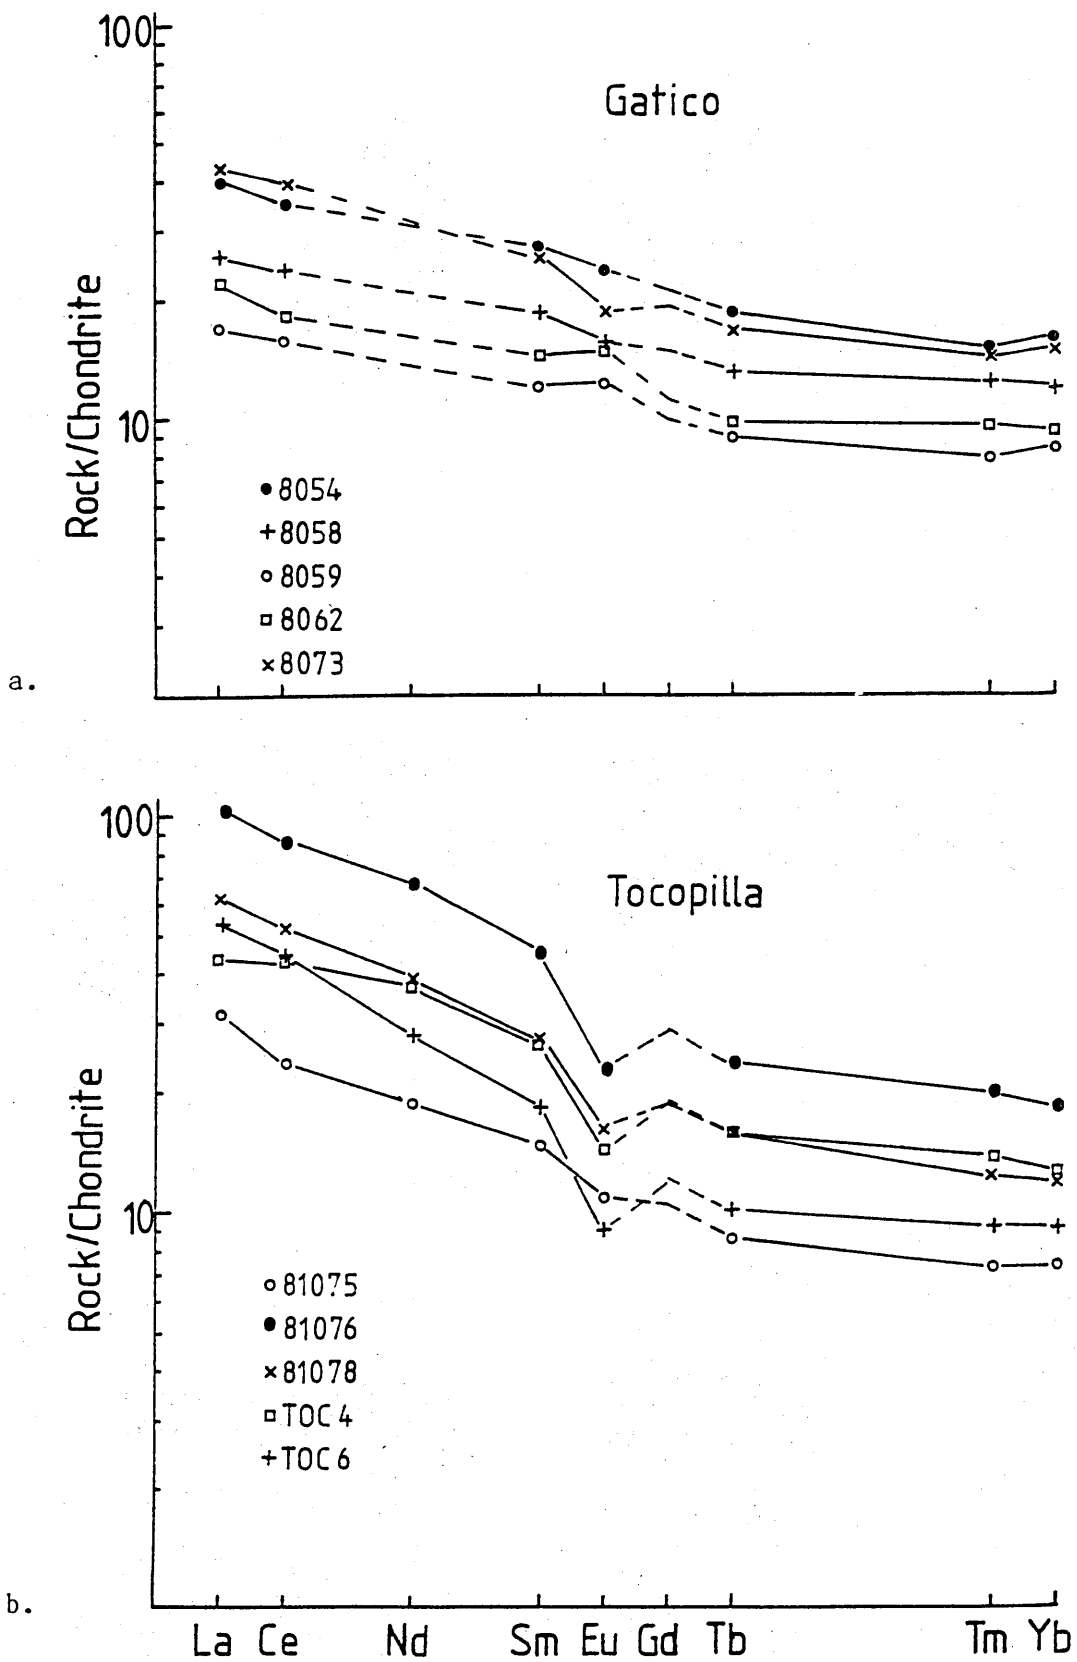 100
Gatico
Rock/Chondrite
10
8054
8058
8059
8062
8073
a.
100
Tocopilla
Rock/Chondrite
10
81075
81076
81078
TOC 4
TOC 6
b.
La Ce Nd Sm Eu Gd Tb Tm Yb